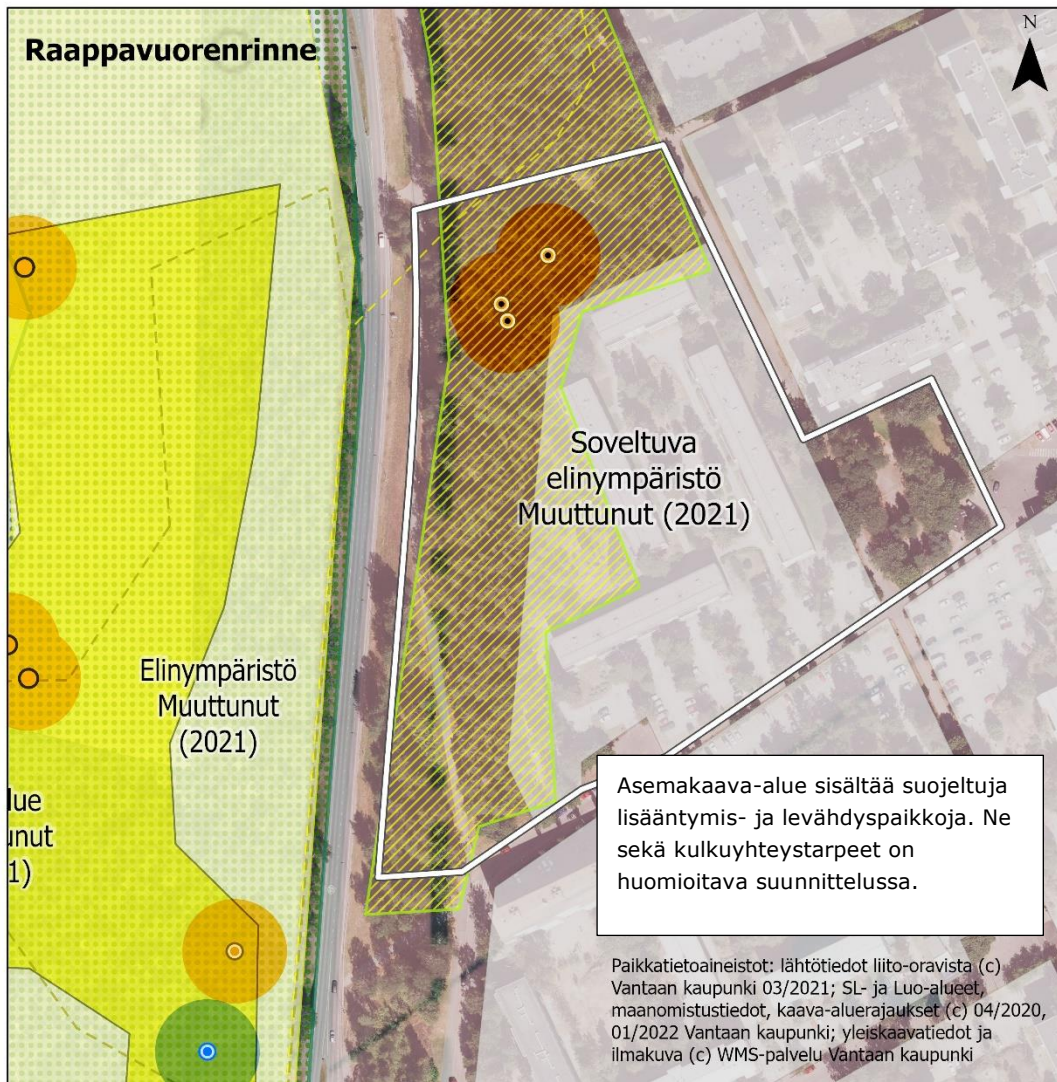 Raappavuorenrinne
N
Soveltuva
elinympäristö
Muuttunut (2021)
Elinympäristö
Muuttunut
(2021)
lue
unut
1)
Asemakaava-alue sisältää suojeltuja
lisääntymis- ja levähdyspaikkoja. Ne
sekä kulkuyhteystarpeet on
huomioitava suunnittelussa.
Paikkatietoaineistot: lähtötiedot liito-oravista (c)
Vantaan kaupunki 03/2021; SL- ja Luo-alueet,
maanomistustiedot, kaava-aluerajaukset (c) 04/2020,
01/2022 Vantaan kaupunki; yleiskaavatiedot ja
ilmakuva (c) WMS-palvelu Vantaan kaupunki